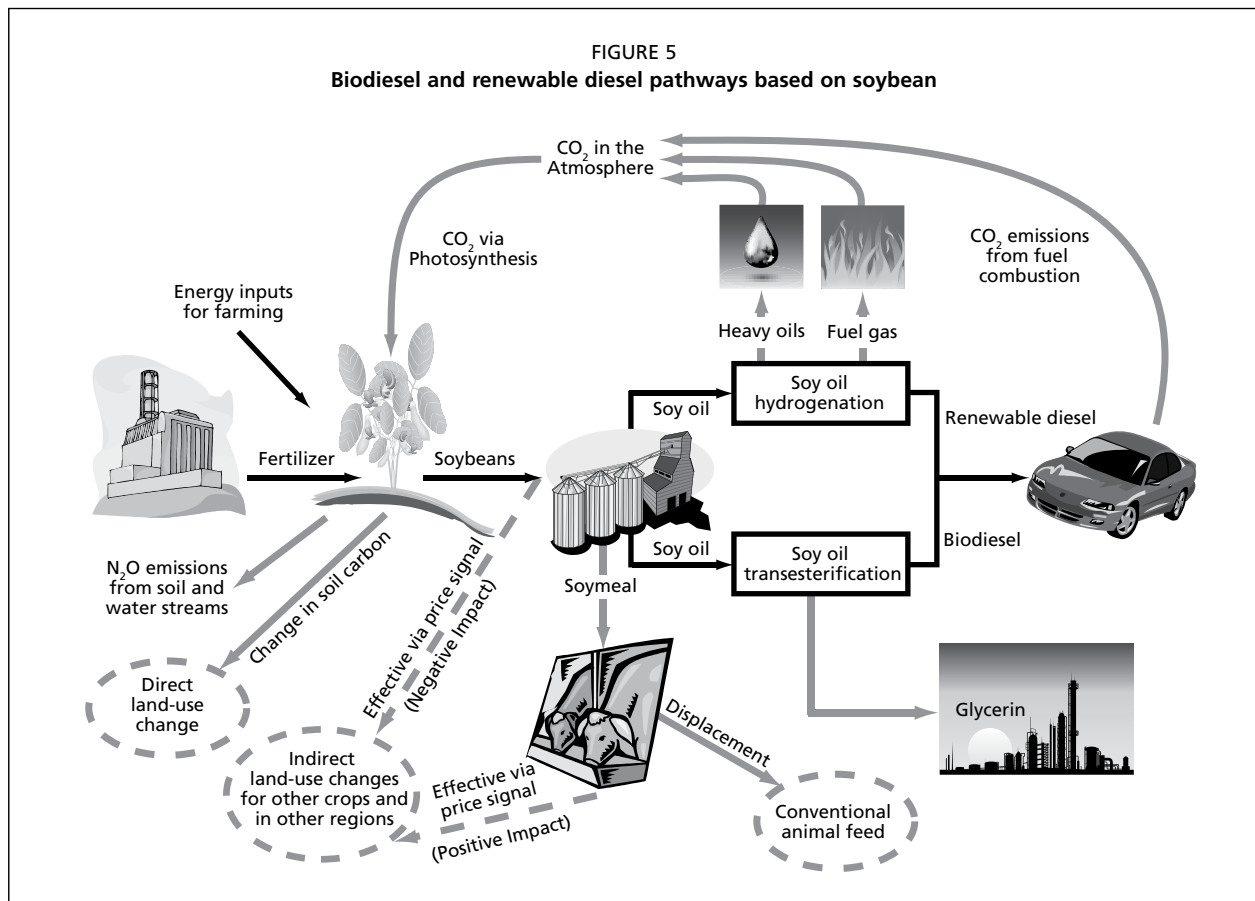 FIGURE 5
Biodiesel and renewable diesel pathways based on soybean
CO₂ in the
Atmosphere
CO₂ via
Photosynthesis
CO₂ emissions
from fuel
combustion
Energy inputs
for farming
Heavy oils
Fuel gas
Soy oil
Soy oil
hydrogenation
Renewable diesel
Fertilizer
Soybeans
Soy oil
Soy oil
transesterification
Biodiesel
N₂O emissions
from soil and
water streams
Change in soil carbon
Effective via price signal
(Negative Impact)
Soymeal
Direct
land-use
change
Displacement
Glycerin
Indirect
land-use changes
for other crops and
in other regions
Effective via
price signal
(Positive Impact)
Conventional
animal feed